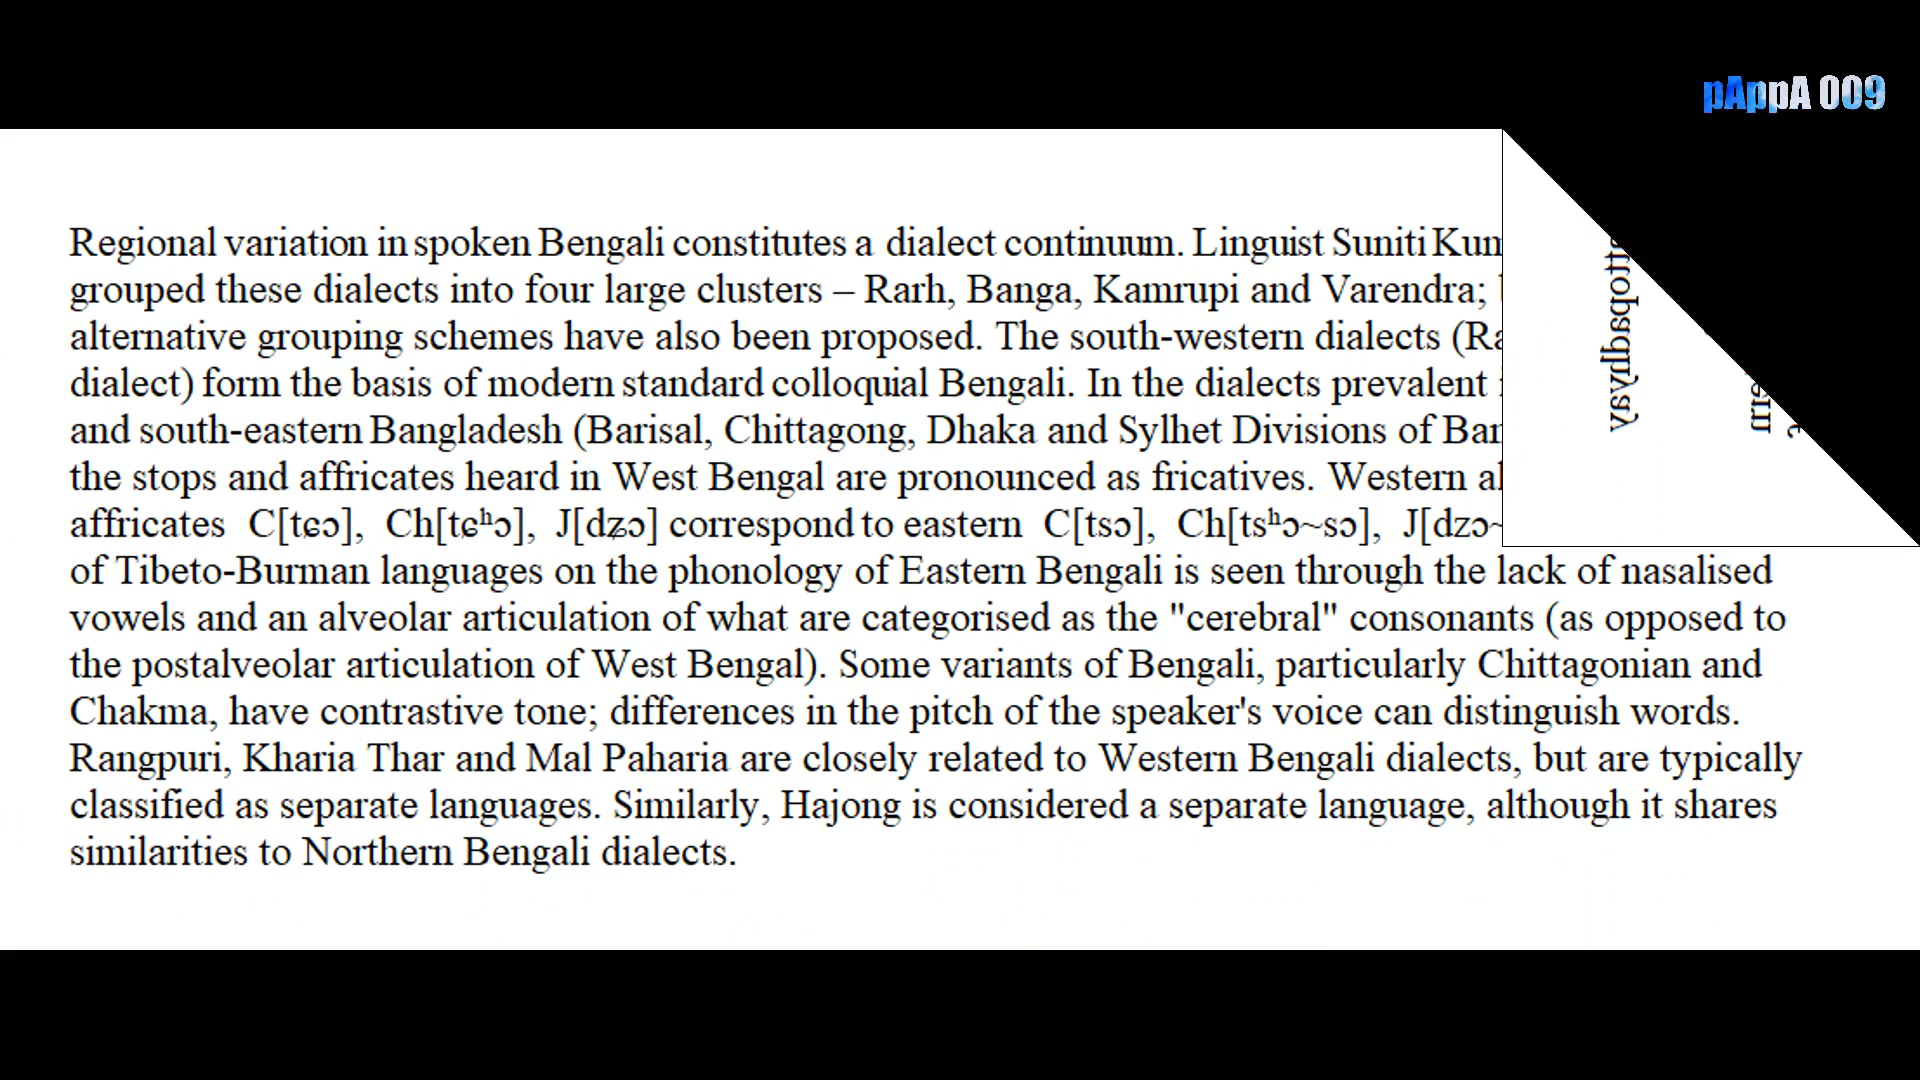 pAppA 009
Regional variation in spoken Bengali constitutes a dialect continuum. Linguist Suniti
grouped these dialects into four large clusters – Rarh, Banga, Kamrupi and Varendra;
alternative grouping schemes have also been proposed. The south-western dialects
dialect) form the basis of modern standard colloquial Bengali. In the dialects prevalent
and south-eastern Bangladesh (Barisal, Chittagong, Dhaka and Sylhet Divisions of
the stops and affricates heard in West Bengal are pronounced as fricatives. Western
affricates C[tɕɔ], Ch[tɕʰɔ], J[dʑɔ] correspond to eastern C[tsɔ], Ch[tsʰɔ~sɔ], J[dzɔ~
of Tibeto-Burman languages on the phonology of Eastern Bengali is seen through the lack of nasalised
vowels and an alveolar articulation of what are categorised as the "cerebral" consonants (as opposed to
the postalveolar articulation of West Bengal). Some variants of Bengali, particularly Chittagonian and
Chakma, have contrastive tone; differences in the pitch of the speaker's voice can distinguish words.
Rangpuri, Kharia Thar and Mal Paharia are closely related to Western Bengali dialects, but are typically
classified as separate languages. Similarly, Hajong is considered a separate language, although it shares
similarities to Northern Bengali dialects.